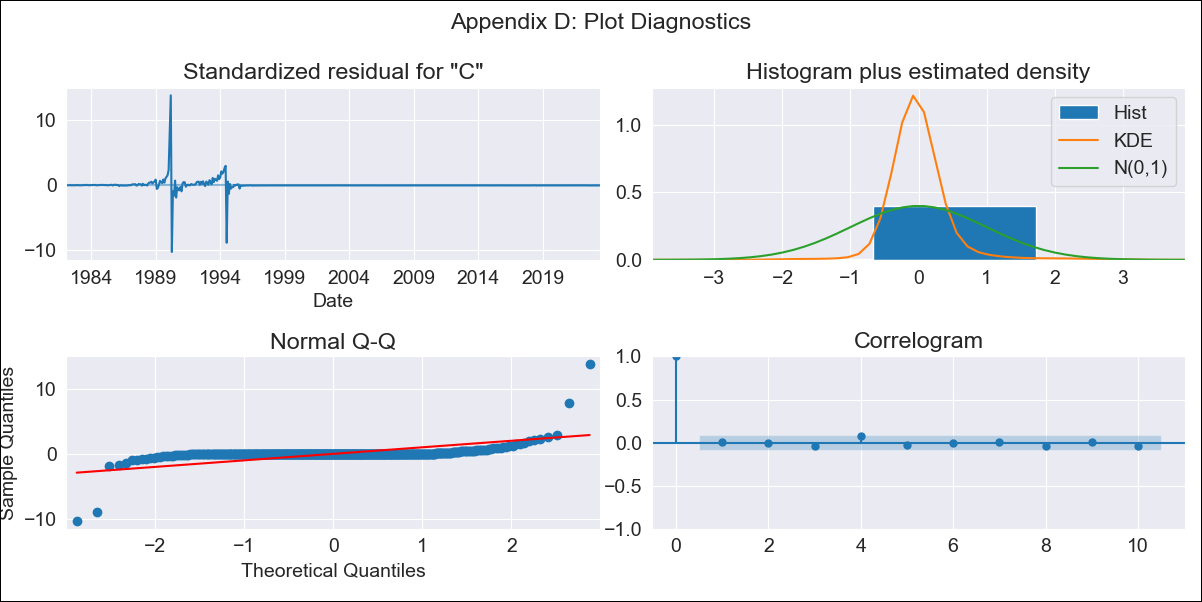 Appendix D: Plot Diagnostics
Standardized residual for "C"
10
0
−10
1984 1989 1994 1999 2004 2009 2014 2019
Date
Histogram plus estimated density
1.0
0.5
0.0
Hist
KDE
N(0,1)
−3 −2 −1 0 1 2 3
Normal Q-Q
Sample Quantiles
10
0
−10
−2 −1 0 1 2
Theoretical Quantiles
Correlogram
1.0
0.5
0.0
−0.5
−1.0
0 2 4 6 8 10